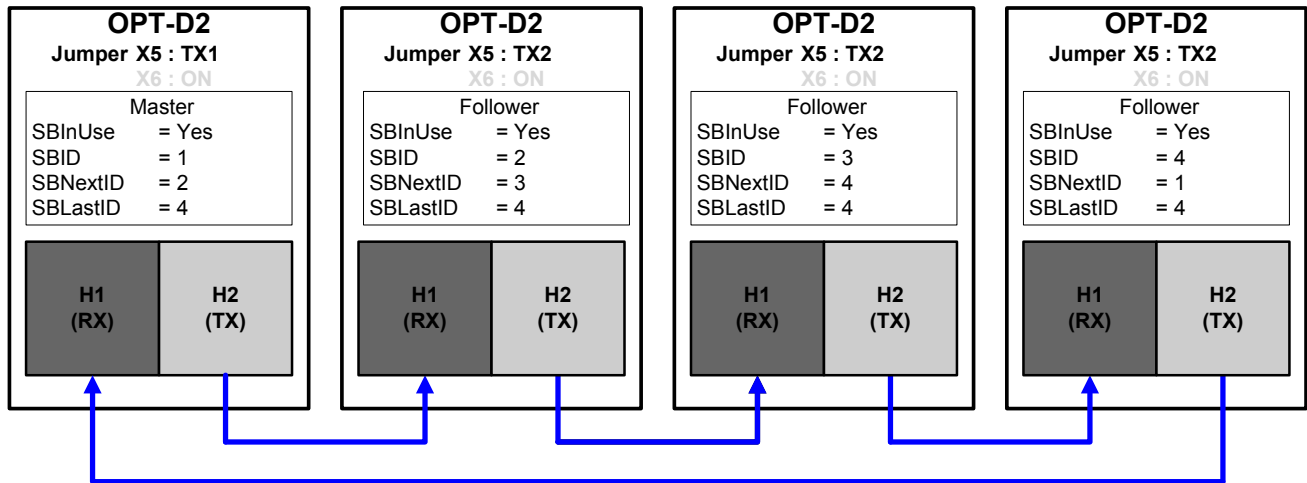 OPT-D2
Jumper X5 : TX1
X6 : ON
Master
SBInUse = Yes
SBID = 1
SBNextID = 2
SBLastID = 4
H1
(RX)
H2
(TX)
OPT-D2
Jumper X5 : TX2
X6 : ON
Follower
SBInUse = Yes
SBID = 2
SBNextID = 3
SBLastID = 4
H1
(RX)
H2
(TX)
OPT-D2
Jumper X5 : TX2
X6 : ON
Follower
SBInUse = Yes
SBID = 3
SBNextID = 4
SBLastID = 4
H1
(RX)
H2
(TX)
OPT-D2
Jumper X5 : TX2
X6 : ON
Follower
SBInUse = Yes
SBID = 4
SBNextID = 1
SBLastID = 4
H1
(RX)
H2
(TX)